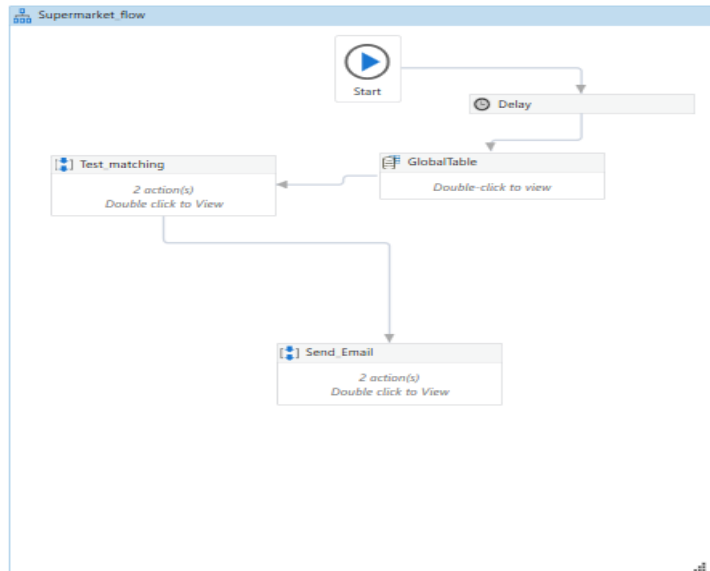 Supermarket_flow
Start
Delay
GlobalTable
Double-click to view
Test_matching
2 action(s)
Double click to View
Send_Email
2 action(s)
Double click to View